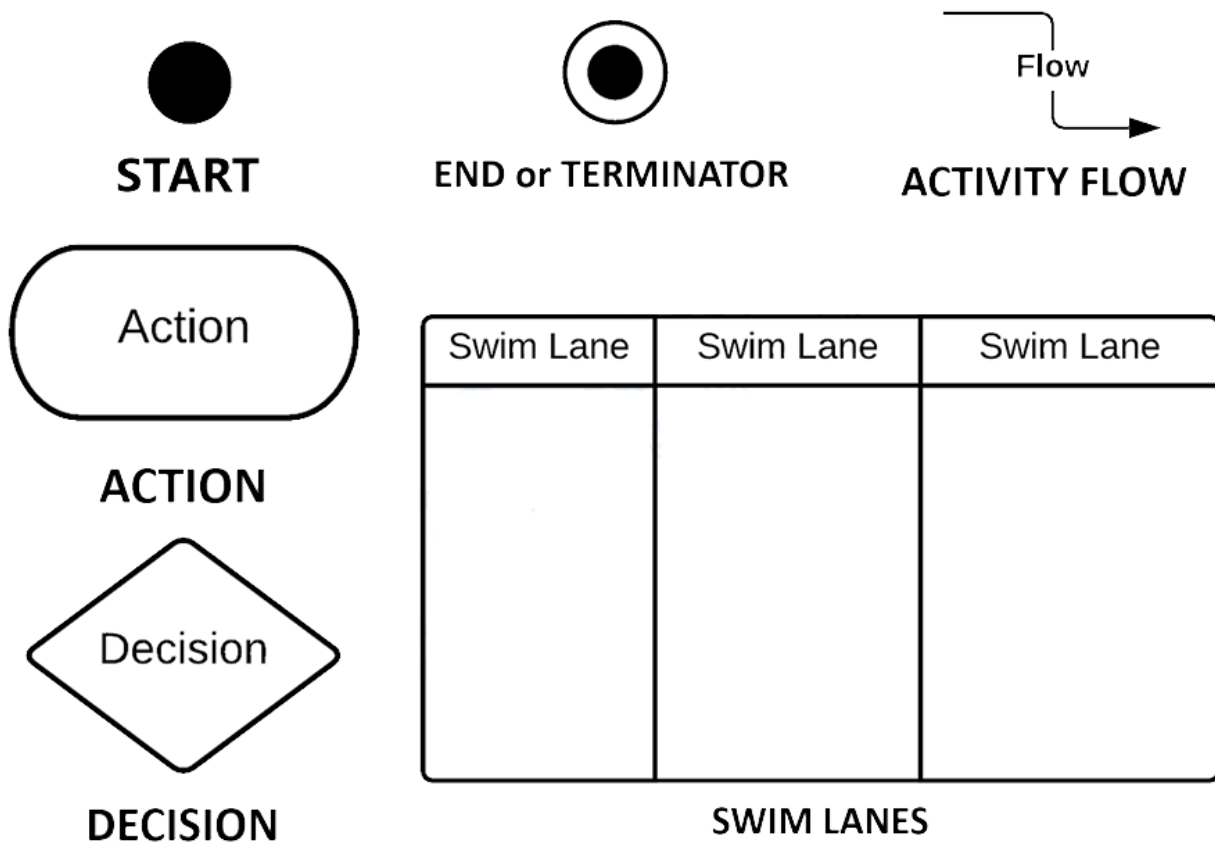 Flow
START
END or TERMINATOR
ACTIVITY FLOW
Action
ACTION
Swim Lane
Swim Lane
Swim Lane
Decision
DECISION
SWIM LANES